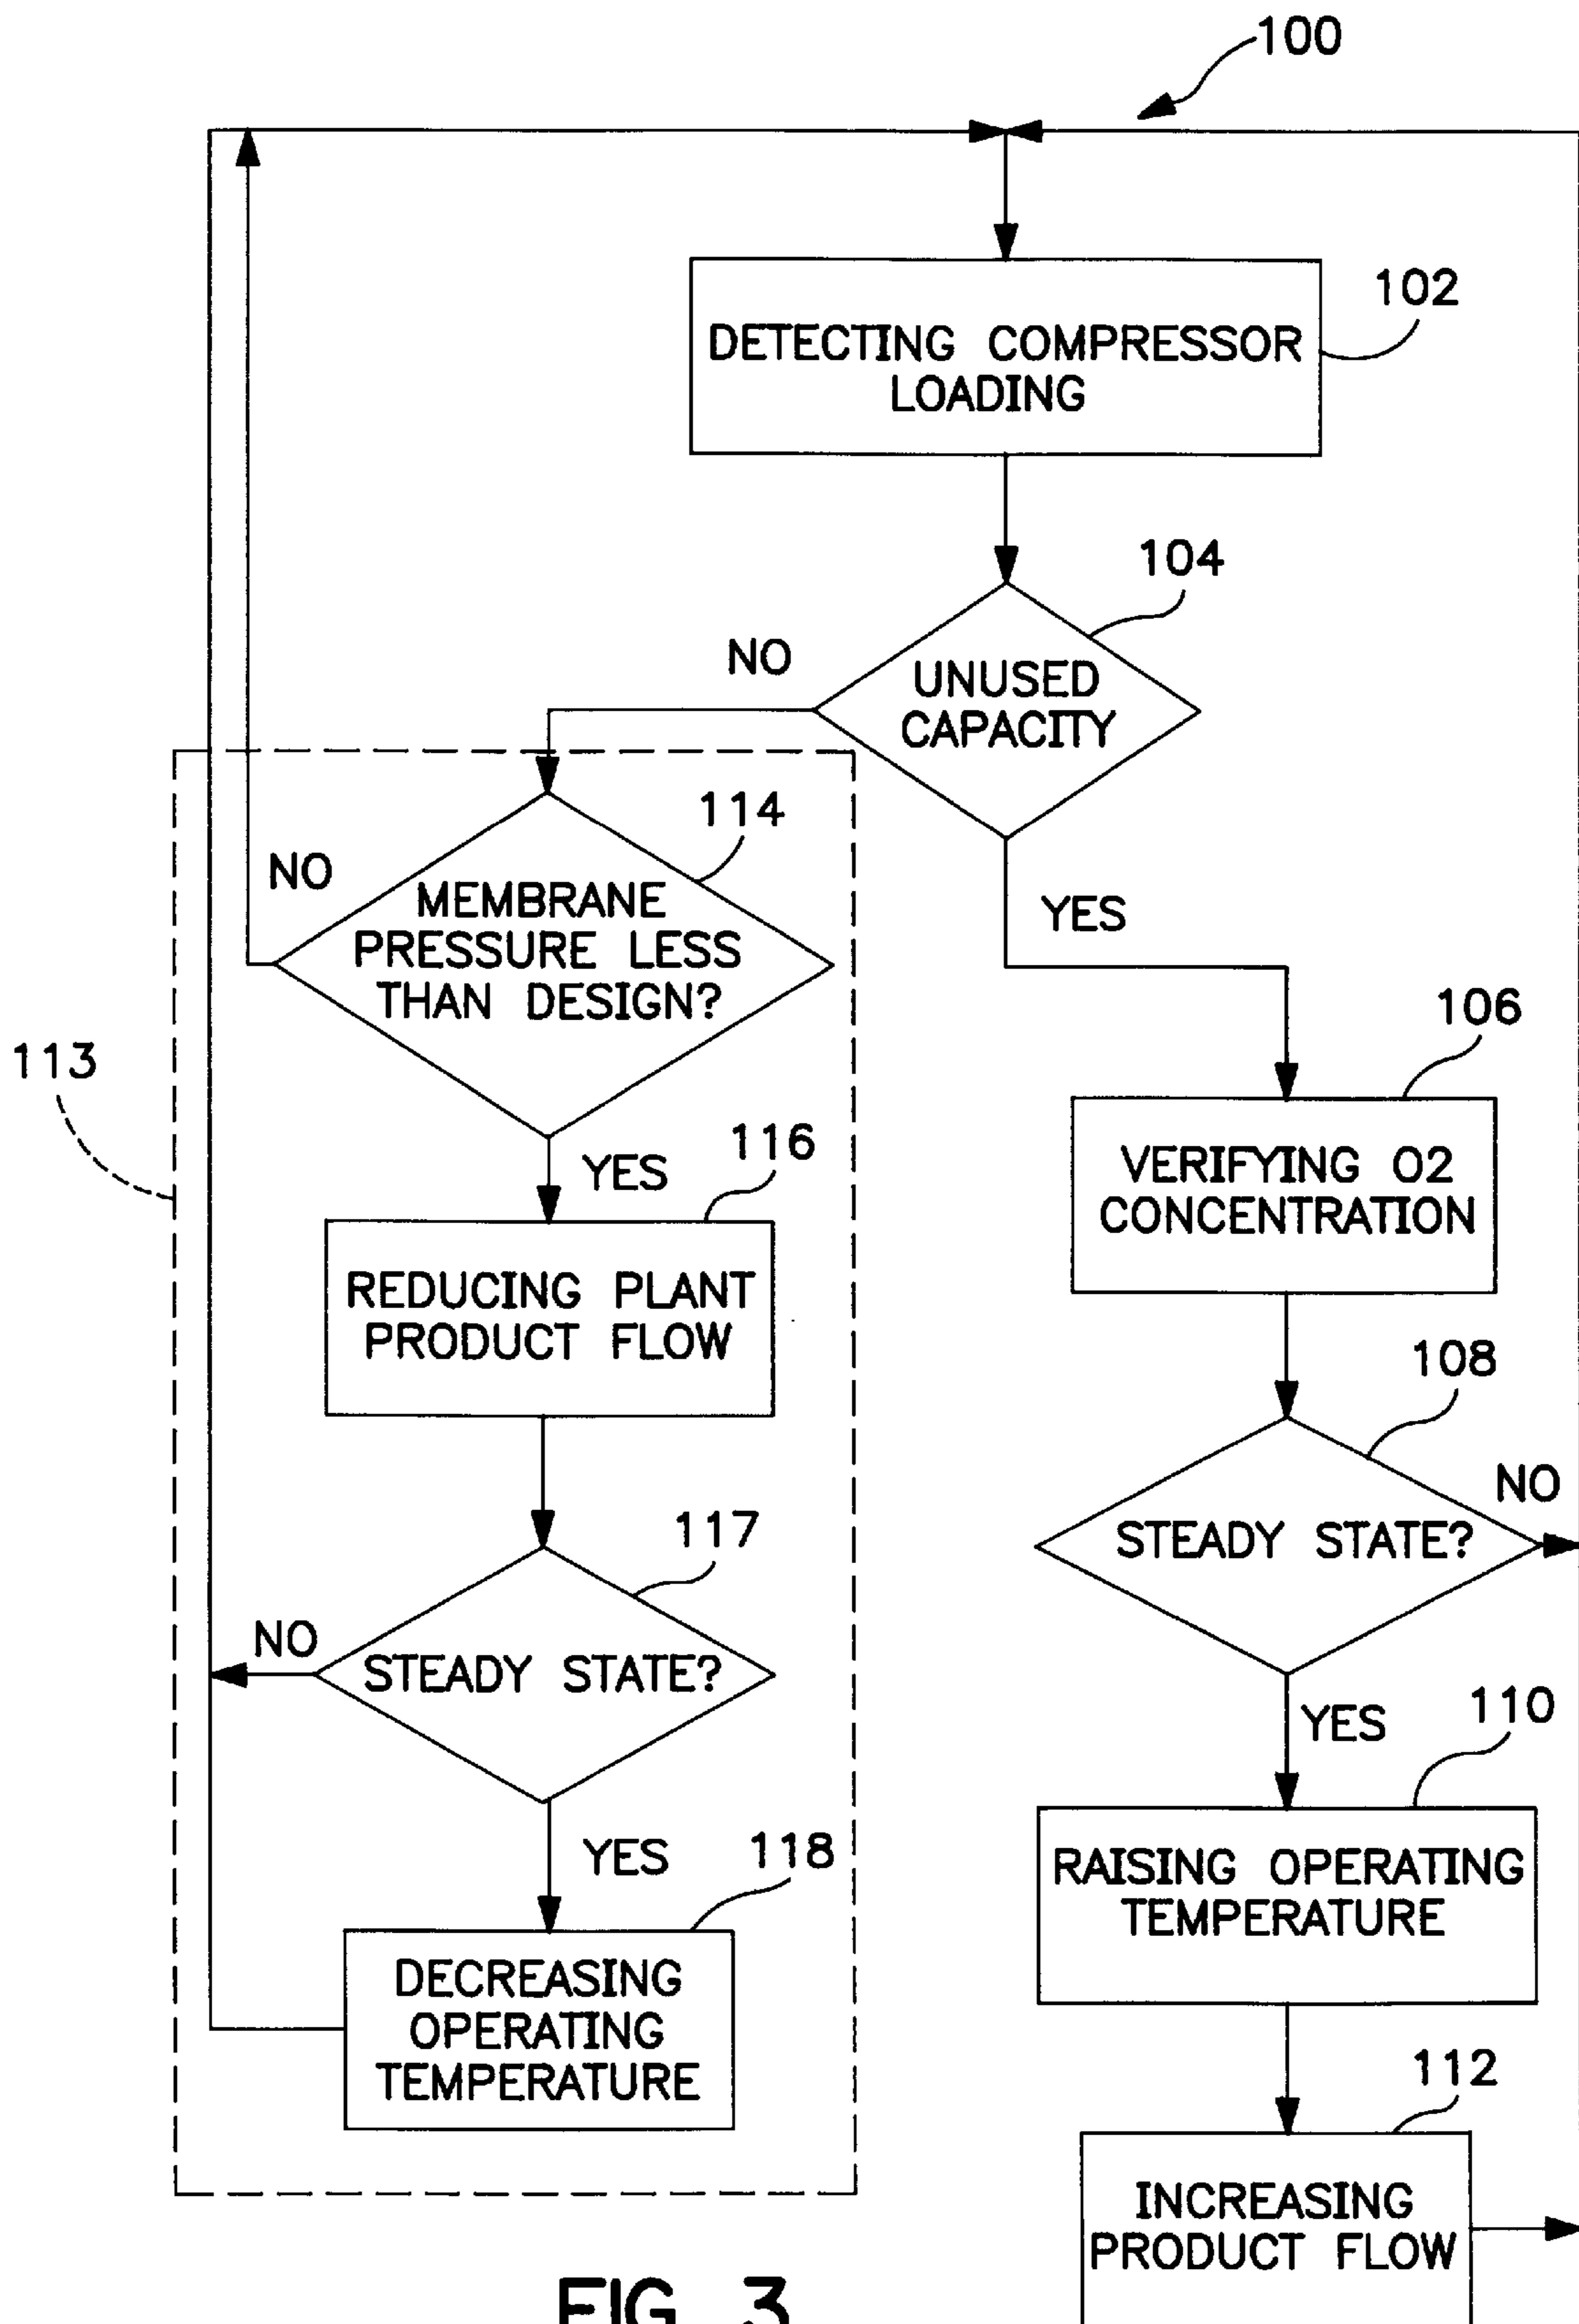 100
DETECTING COMPRESSOR
LOADING
102
104
UNUSED
CAPACITY
NO
YES
114
NO
MEMBRANE
PRESSURE LESS
THAN DESIGN?
113
106
VERIFYING O2
CONCENTRATION
YES
116
REDUCING PLANT
PRODUCT FLOW
108
STEADY STATE?
NO
117
NO
STEADY STATE?
YES
110
RAISING OPERATING
TEMPERATURE
YES
118
DECREASING
OPERATING
TEMPERATURE
112
INCREASING
PRODUCT FLOW
FIG. 3